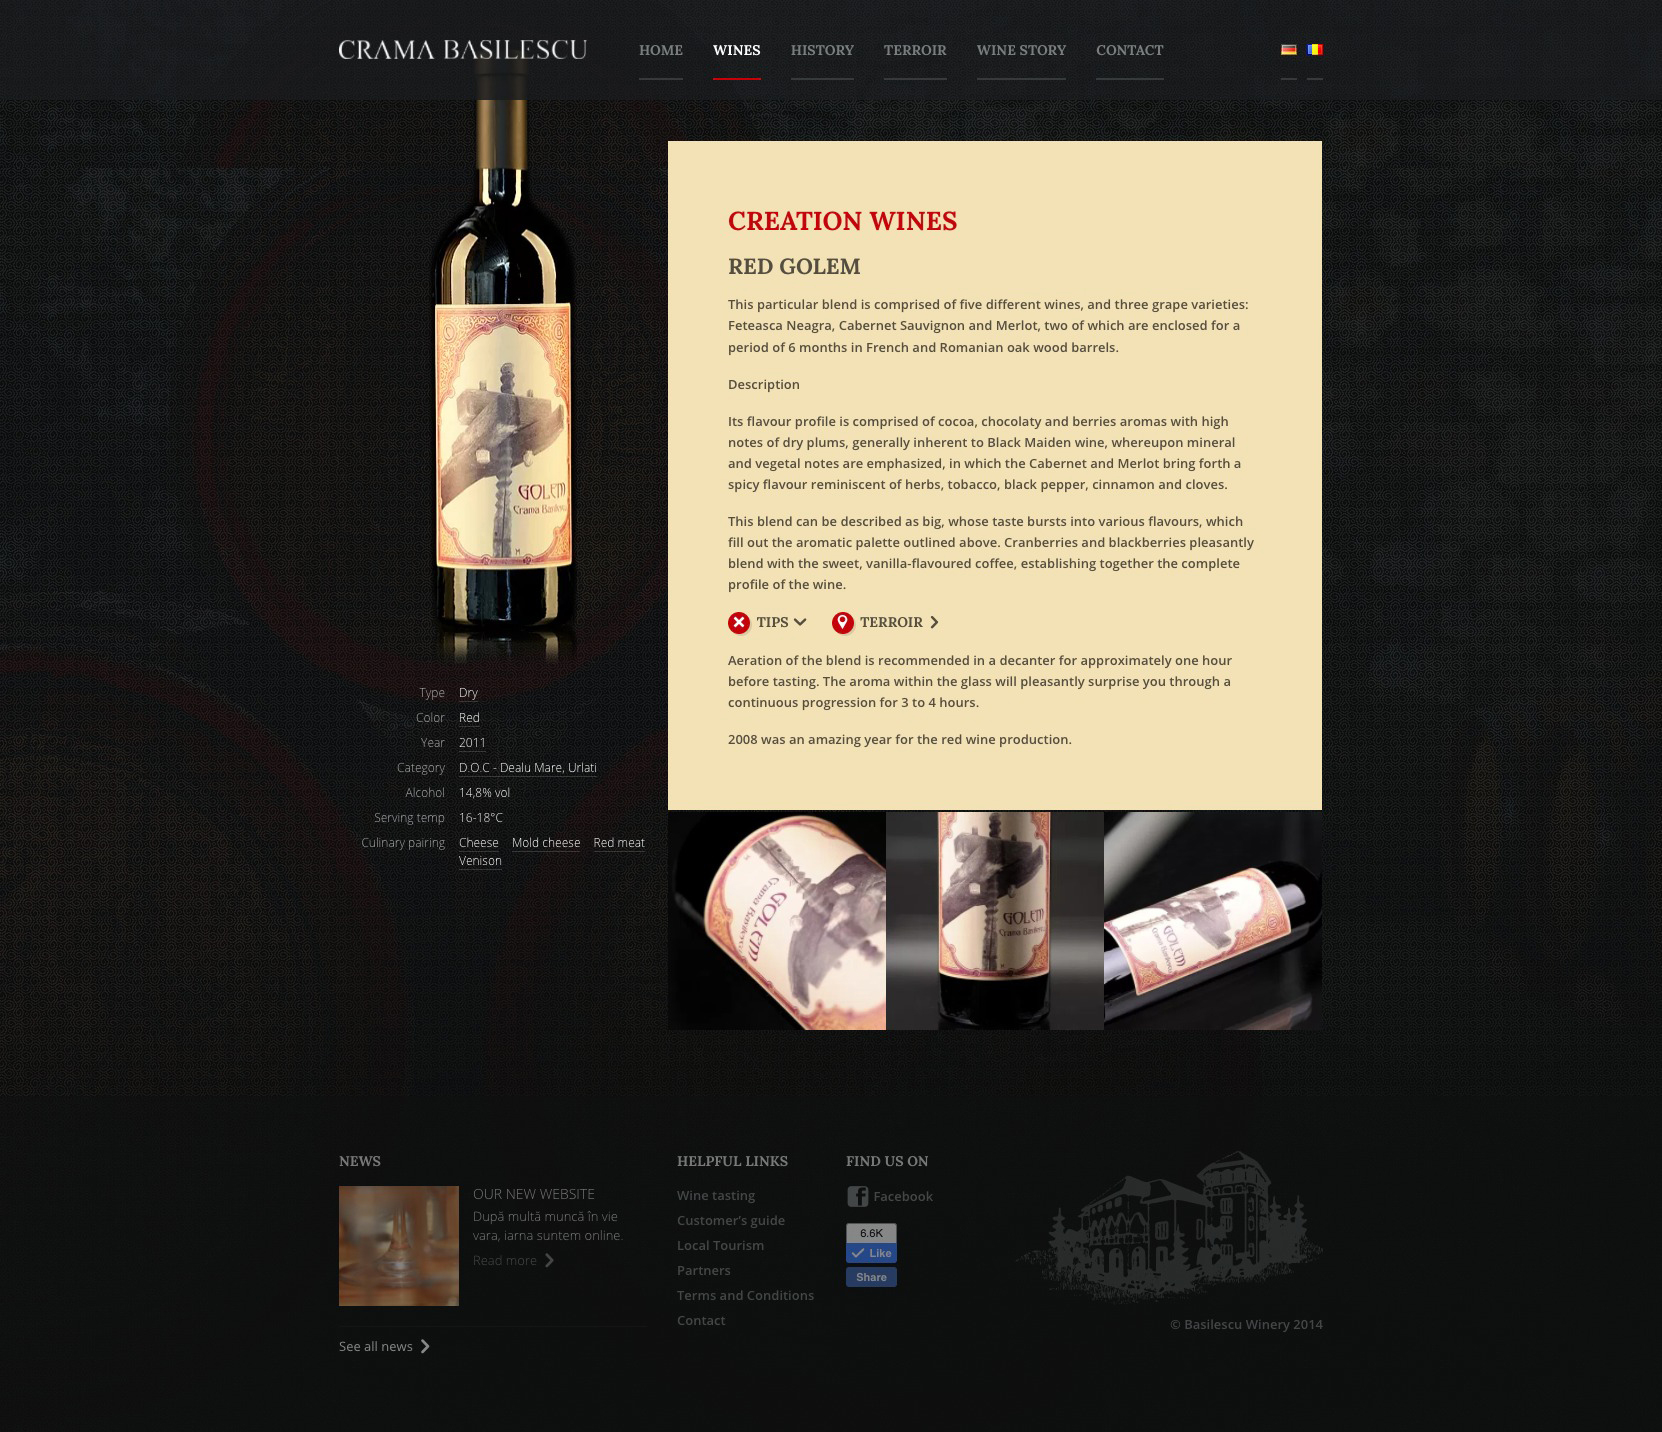 CRAMA BASILESCU
HOME WINES HISTORY TERROIR WINE STORY CONTACT
CREATION WINES
RED GOLEM
This particular blend is comprised of five different wines, and three grape varieties:
Feteasca Neagra, Cabernet Sauvignon and Merlot, two of which are enclosed for a
period of 6 months in French and Romanian oak wood barrels.
Description
Its flavour profile is comprised of cocoa, chocolaty and berries aromas with high
notes of dry plums, generally inherent to Black Maiden wine, whereupon mineral
and vegetal notes are emphasized, in which the Cabernet and Merlot bring forth a
spicy flavour reminiscent of herbs, tobacco, black pepper, cinnamon and cloves.
This blend can be described as big, whose taste bursts into various flavours, which
fill out the aromatic palette outlined above. Cranberries and blackberries pleasantly
blend with the sweet, vanilla-flavoured coffee, establishing together the complete
profile of the wine.
TIPS TERROIR
Aeration of the blend is recommended in a decanter for approximately one hour
before tasting. The aroma within the glass will pleasantly surprise you through a
continuous progression for 3 to 4 hours.
2008 was an amazing year for the red wine production.
GOLEM
Crama Basilescu
Type Dry
Color Red
Year 2011
Category D.O.C - Dealu Mare, Urlati
Alcohol 14,8% vol
Serving temp 16-18°C
Culinary pairing Cheese Mold cheese Red meat
Venison
GOLEM
Crama Basilescu
GOLEM
Crama Basilescu
GOLEM
Crama Basilescu
NEWS
OUR NEW WEBSITE
După multă muncă în vie
vara, iarna suntem online.
Read more
See all news
HELPFUL LINKS
Wine tasting
Customer's guide
Local Tourism
Partners
Terms and Conditions
Contact
FIND US ON
Facebook
6.6K
Like
Share
© Basilescu Winery 2014